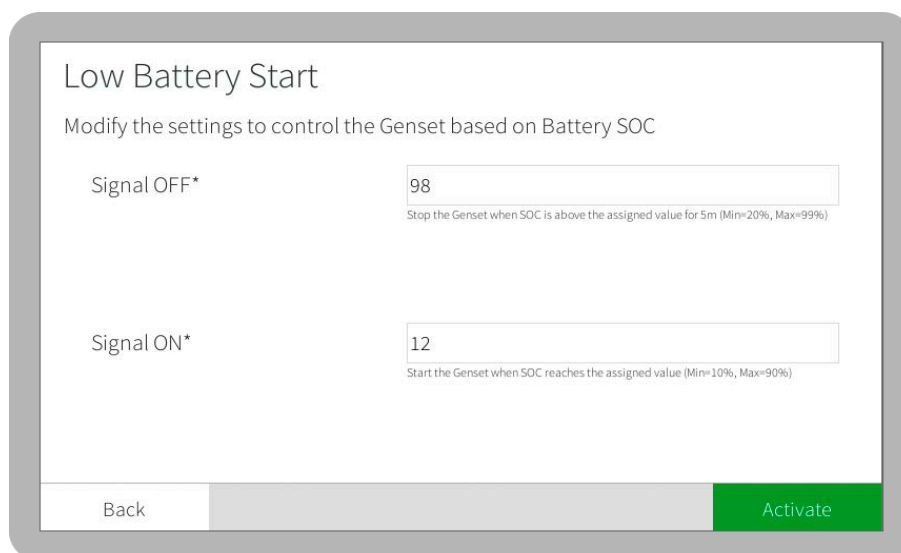 Low Battery Start
Modify the settings to control the Genset based on Battery SOC
Signal OFF*
98
Stop the Genset when SOC is above the assigned value for 5m (Min=20%, Max=99%)
Signal ON*
12
Start the Genset when SOC reaches the assigned value (Min=10%, Max=90%)
Back
Activate